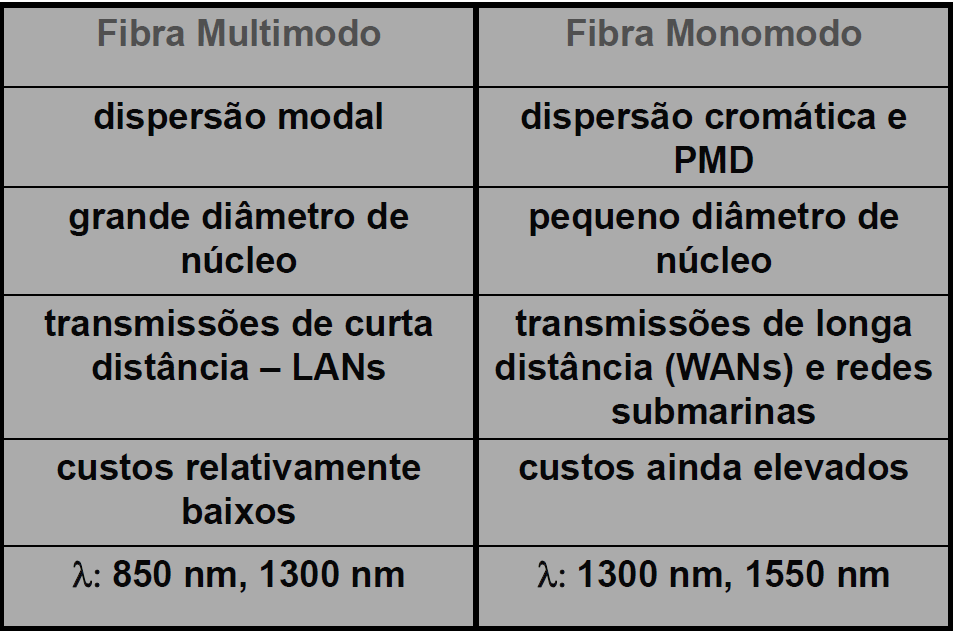 Fibra Multimodo
Fibra Monomodo
dispersão modal
dispersão cromática e
PMD
grande diâmetro de
núcleo
pequeno diâmetro de
núcleo
transmissões de curta
distância – LANs
transmissões de longa
distância (WANs) e redes
submarinas
custos relativamente
baixos
custos ainda elevados
λ: 850 nm, 1300 nm
λ: 1300 nm, 1550 nm